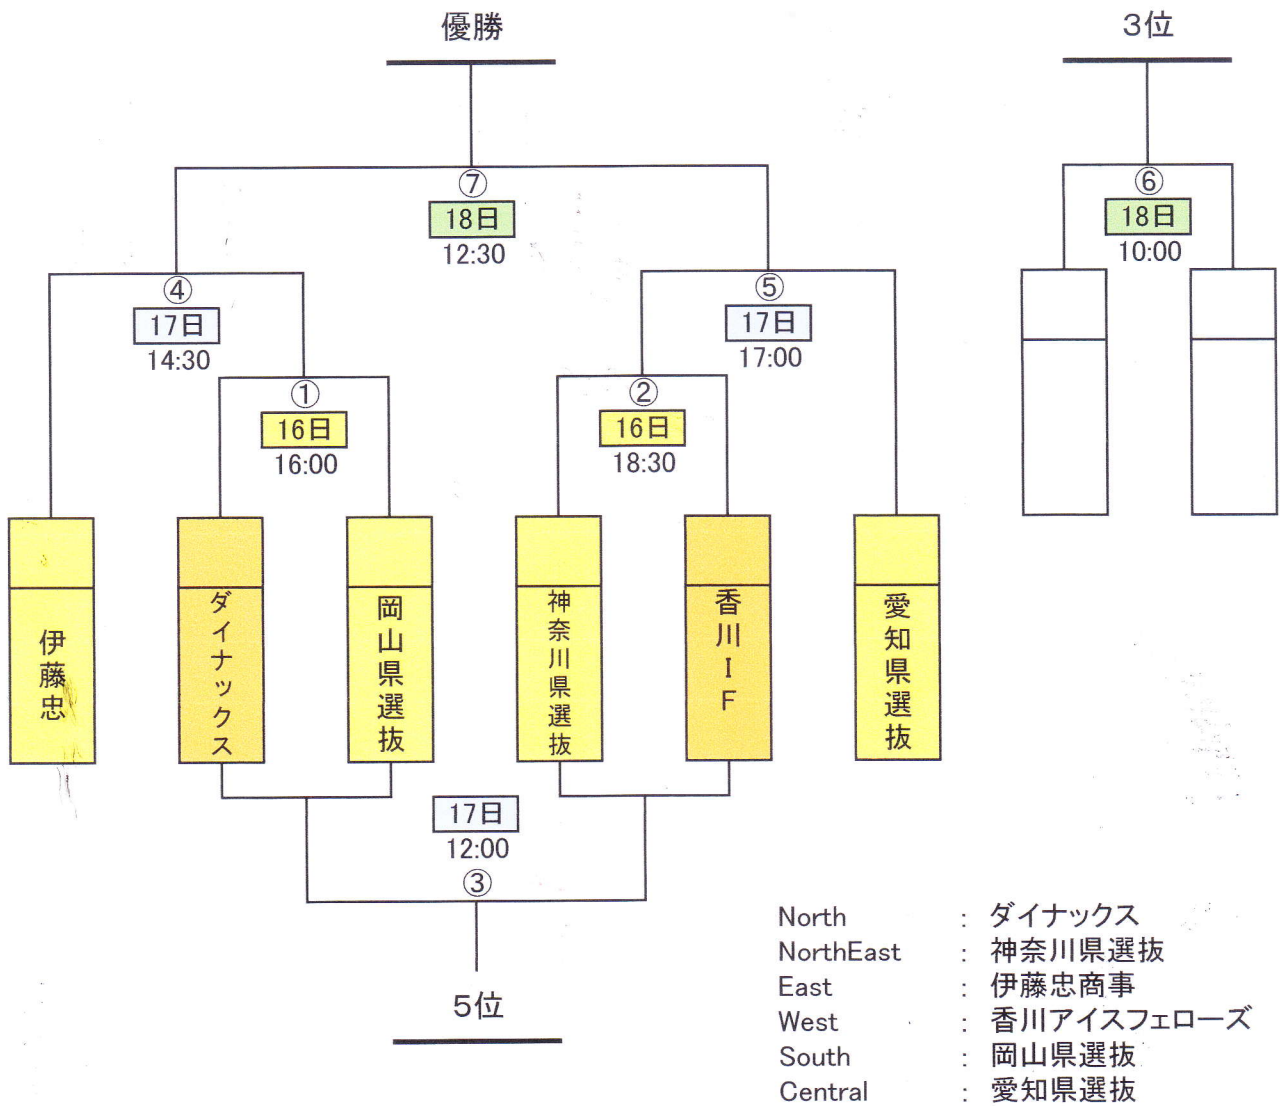 優勝
3位
⑦
18日
12:30
⑥
18日
10:00
④
17日
14:30
⑤
17日
17:00
①
16日
16:00
②
16日
18:30
伊藤忠
ダイナックス
岡山県選抜
神奈川県選抜
香川IF
愛知県選抜
17日
12:00
③
5位
North : ダイナックス
NorthEast : 神奈川県選抜
East : 伊藤忠商事
West : 香川アイスフェローズ
South : 岡山県選抜
Central : 愛知県選抜